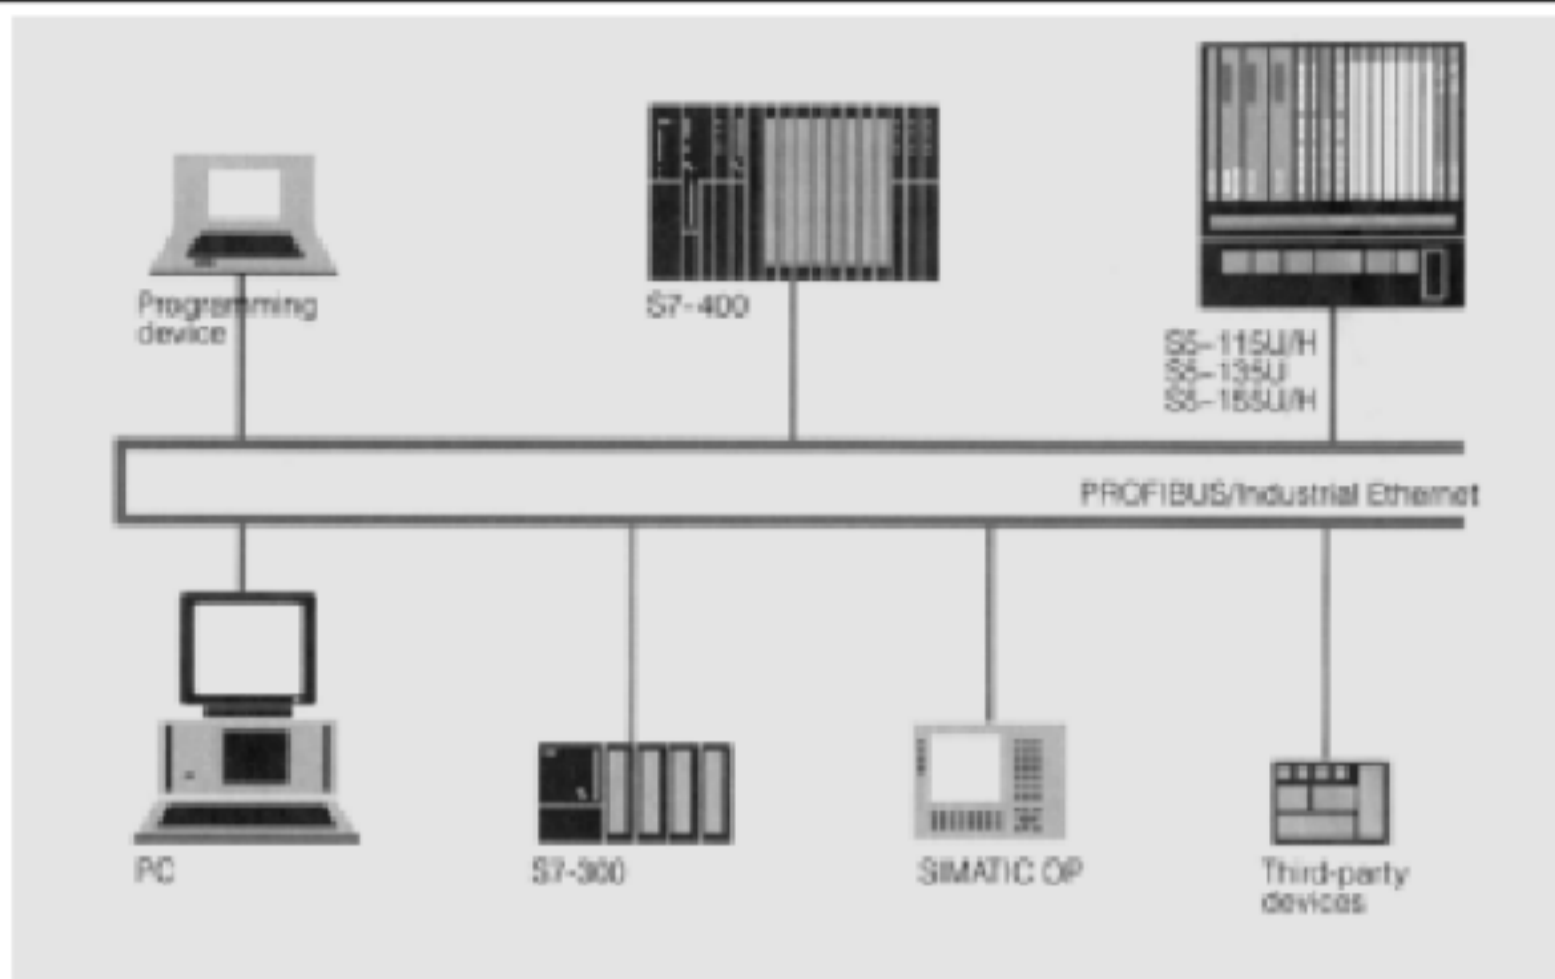 Programming
device
S7-400
S5-115U/H
S5-135U
S5-155U/H
PROFIBUS/Industrial Ethernet
PC
S7-300
SIMATIC OP
Third-party
devices